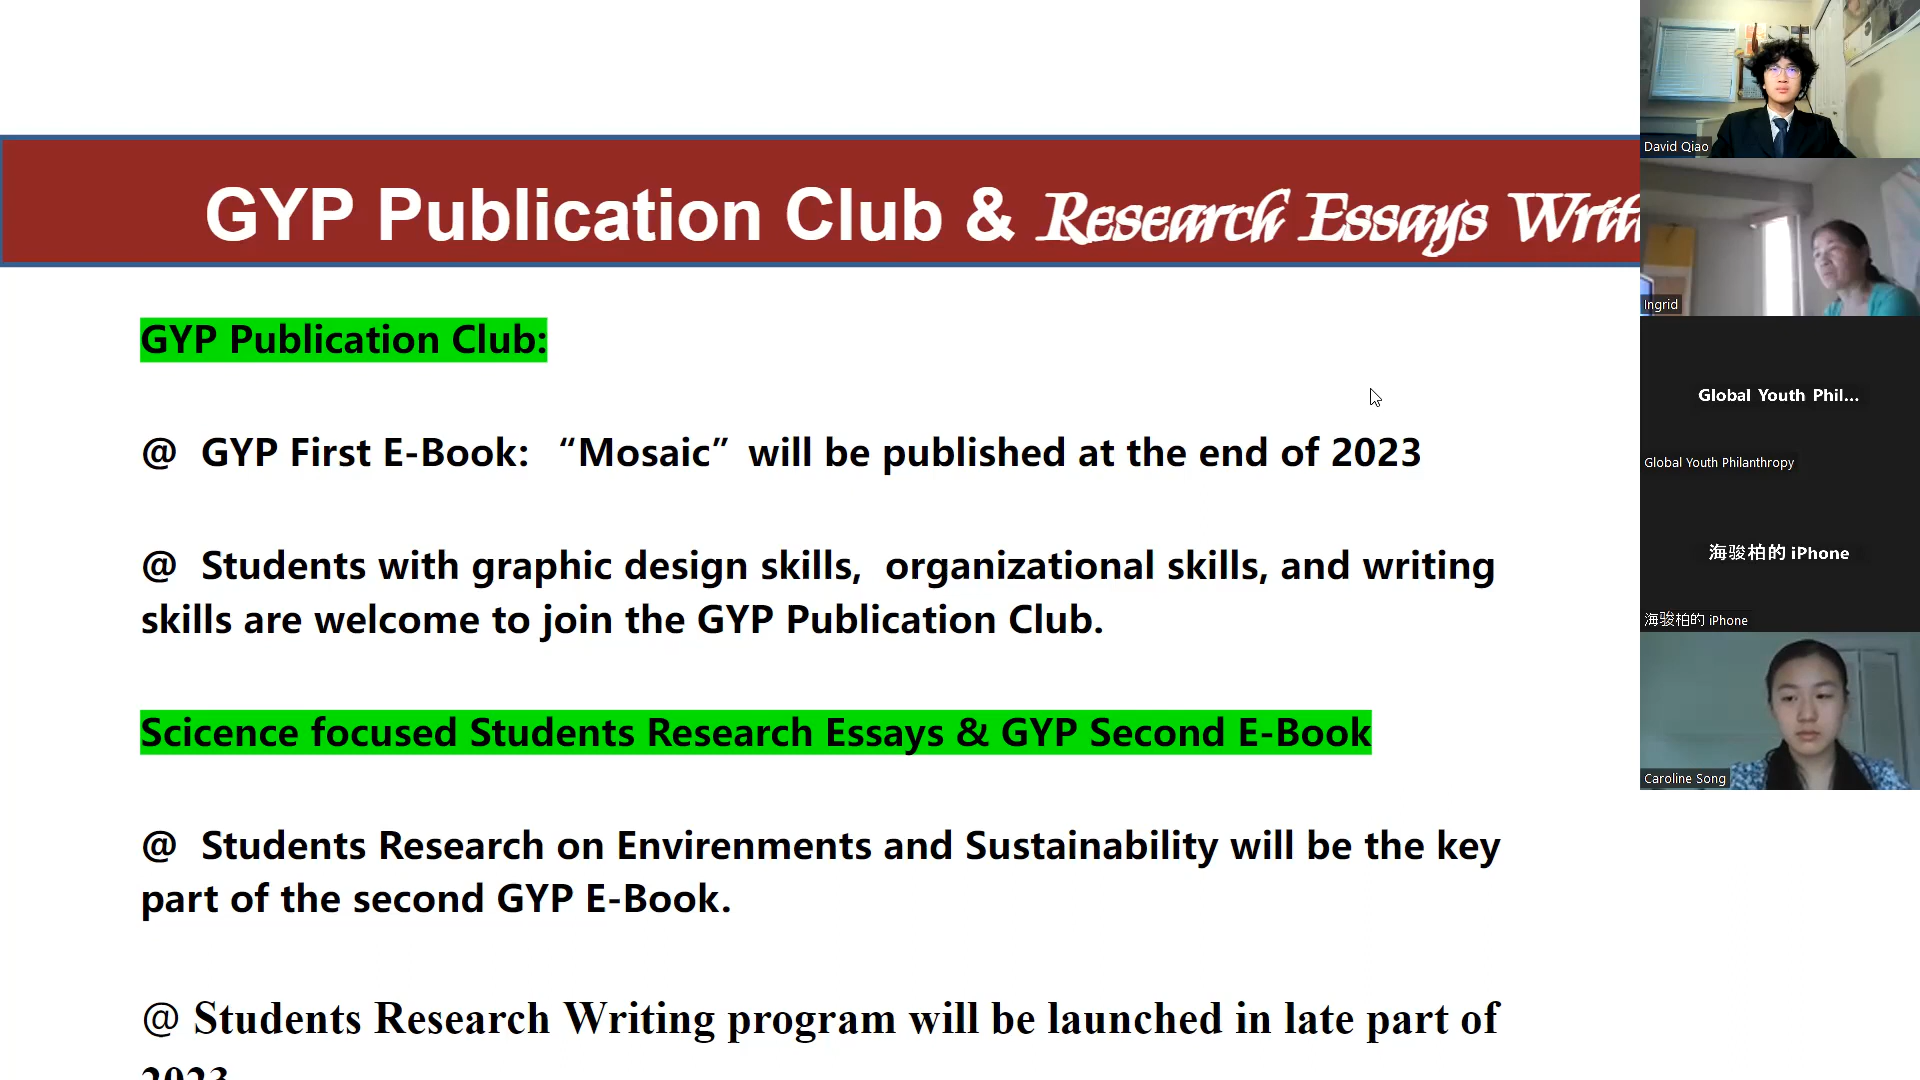 GYP Publication Club & Research Essays
GYP Publication Club:
@ GYP First E-Book: “Mosaic” will be published at the end of 2023
@ Students with graphic design skills, organizational skills, and writing
skills are welcome to join the GYP Publication Club.
Scicence focused Students Research Essays & GYP Second E-Book
@ Students Research on Envirenments and Sustainability will be the key
part of the second GYP E-Book.
@ Students Research Writing program will be launched in late part of
2023
David Qiao
Ingrid
Global Youth Phil...
Global Youth Philanthropy
海骏柏的 iPhone
海骏柏的 iPhone
Caroline Song